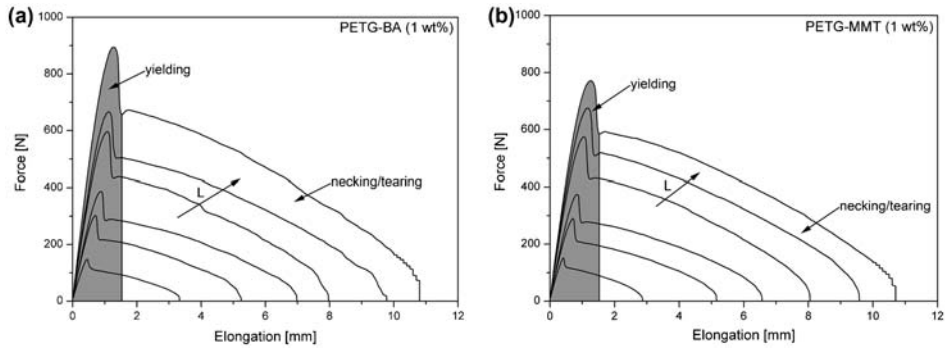 (a)
PETG-BA (1 wt%)
1000
800
600
400
200
0
Force [N]
yielding
L
necking/tearing
0 2 4 6 8 10 12
Elongation [mm]
(b)
PETG-MMT (1 wt%)
1000
800
600
400
200
0
Force [N]
yielding
L
necking/tearing
0 2 4 6 8 10 12
Elongation [mm]